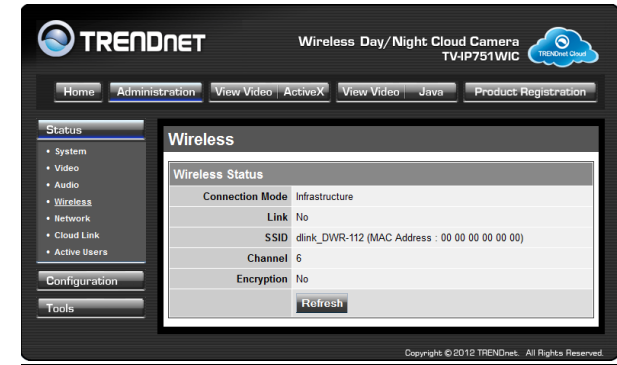 TRENDNET
Wireless Day/Night Cloud Camera
TV-IP751WIC
TRENDnet Cloud
Home Administration View Video ActiveX View Video Java Product Registration
Status
• System
• Video
• Audio
• Wireless
• Network
• Cloud Link
• Active Users
Configuration
Tools
Wireless
Wireless Status
Connection Mode Infrastructure
Link No
SSID dlink_DWR-112 (MAC Address : 00 00 00 00 00 00)
Channel 6
Encryption No
Refresh
Copyright © 2012 TRENDnet. All Rights Reserved.